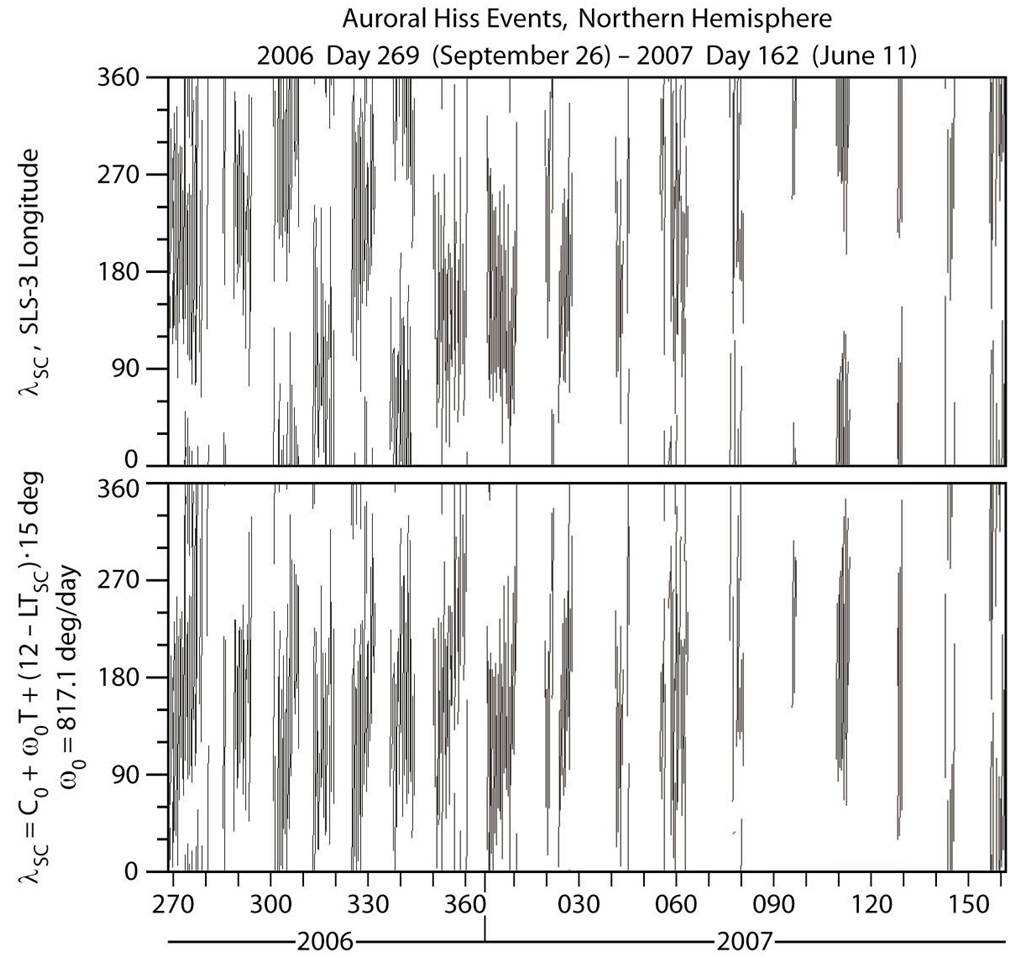 Auroral Hiss Events, Northern Hemisphere
2006 Day 269 (September 26) – 2007 Day 162 (June 11)
λSC , SLS-3 Longitude
360
270
180
90
0
λSC = C0 + ω0T + (12 – LTSC)·15 deg
ω0 = 817.1 deg/day
360
270
180
90
0
270 300 330 360 030 060 090 120 150
2006 2007